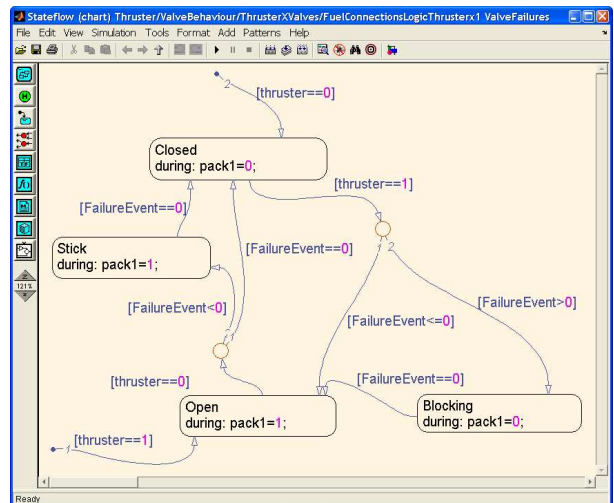 Stateflow (chart) Thruster/ValveBehaviour/ThrusterXValves/FuelConnectionsLogicThrusterx1 ValveFailures
File Edit View Simulation Tools Format Add Patterns Help
2
[thruster==0]
Closed
during: pack1=0;
[thruster==1]
[FailureEvent==0]
1
2
Stick
during: pack1=1;
[FailureEvent==0]
121%
[FailureEvent<0]
[FailureEvent>0]
[FailureEvent<=0]
[thruster==0]
[FailureEvent==0]
Open
during: pack1=1;
Blocking
during: pack1=0;
[thruster==1]
1
Ready